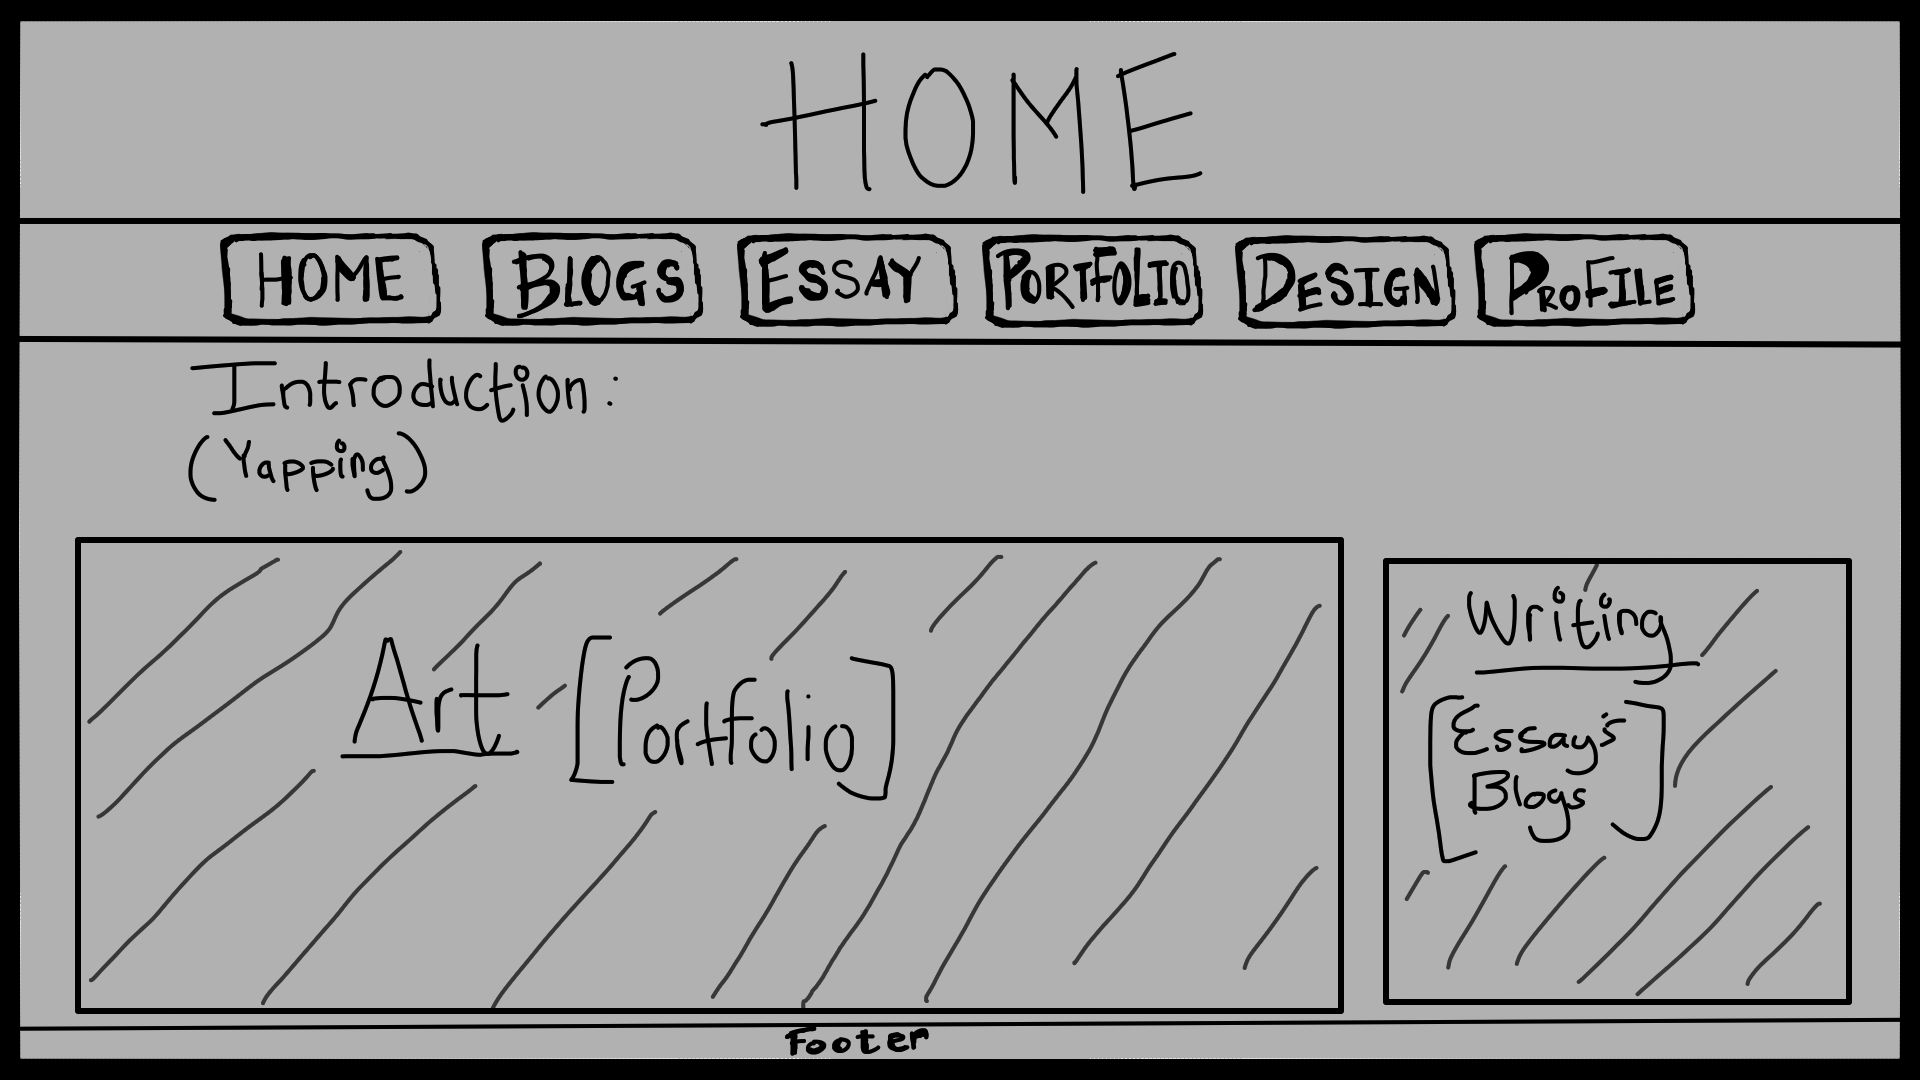 HOME
HOME BLOGS ESSAY PORTFOLIO DESIGN PROFILE
Introduction:
(Yapping)
Art [Portfolio]
Writing
[Essay's
Blogs]
Footer